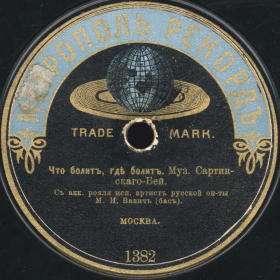 МЕТРОПОЛЬ РЕКОРДЪ
TRADE MARK.
Что болитъ, гдѣ болитъ. Муз. Сартин-
скаго-Бей.
Съ акк. рояля исп. артистъ русской оп-ты
М. И. Вавичъ (басъ).
МОСКВА.
1382